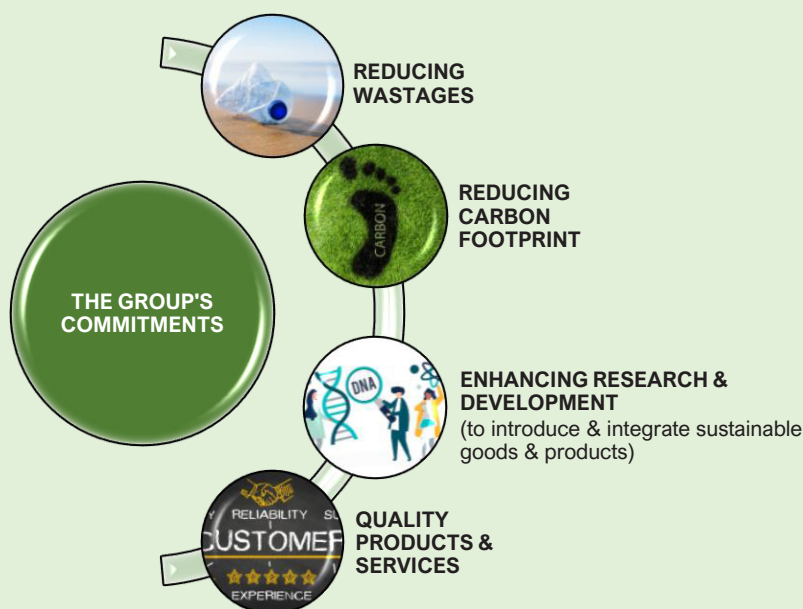 THE GROUP'S
COMMITMENTS
REDUCING
WASTAGES
REDUCING
CARBON
FOOTPRINT
CARBON
ENHANCING RESEARCH &
DEVELOPMENT
(to introduce & integrate sustainable
goods & products)
DNA
QUALITY
PRODUCTS &
SERVICES
RELIABILITY
CUSTOMER
EXPERIENCE